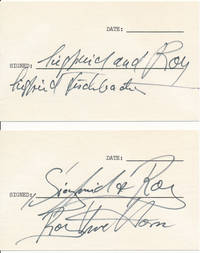 DATE:
Siegfried and Roy
SIGNED:
Siegfried Fischbacher
DATE:
Siegfried & Roy
SIGNED:
Roy Uwe Horn